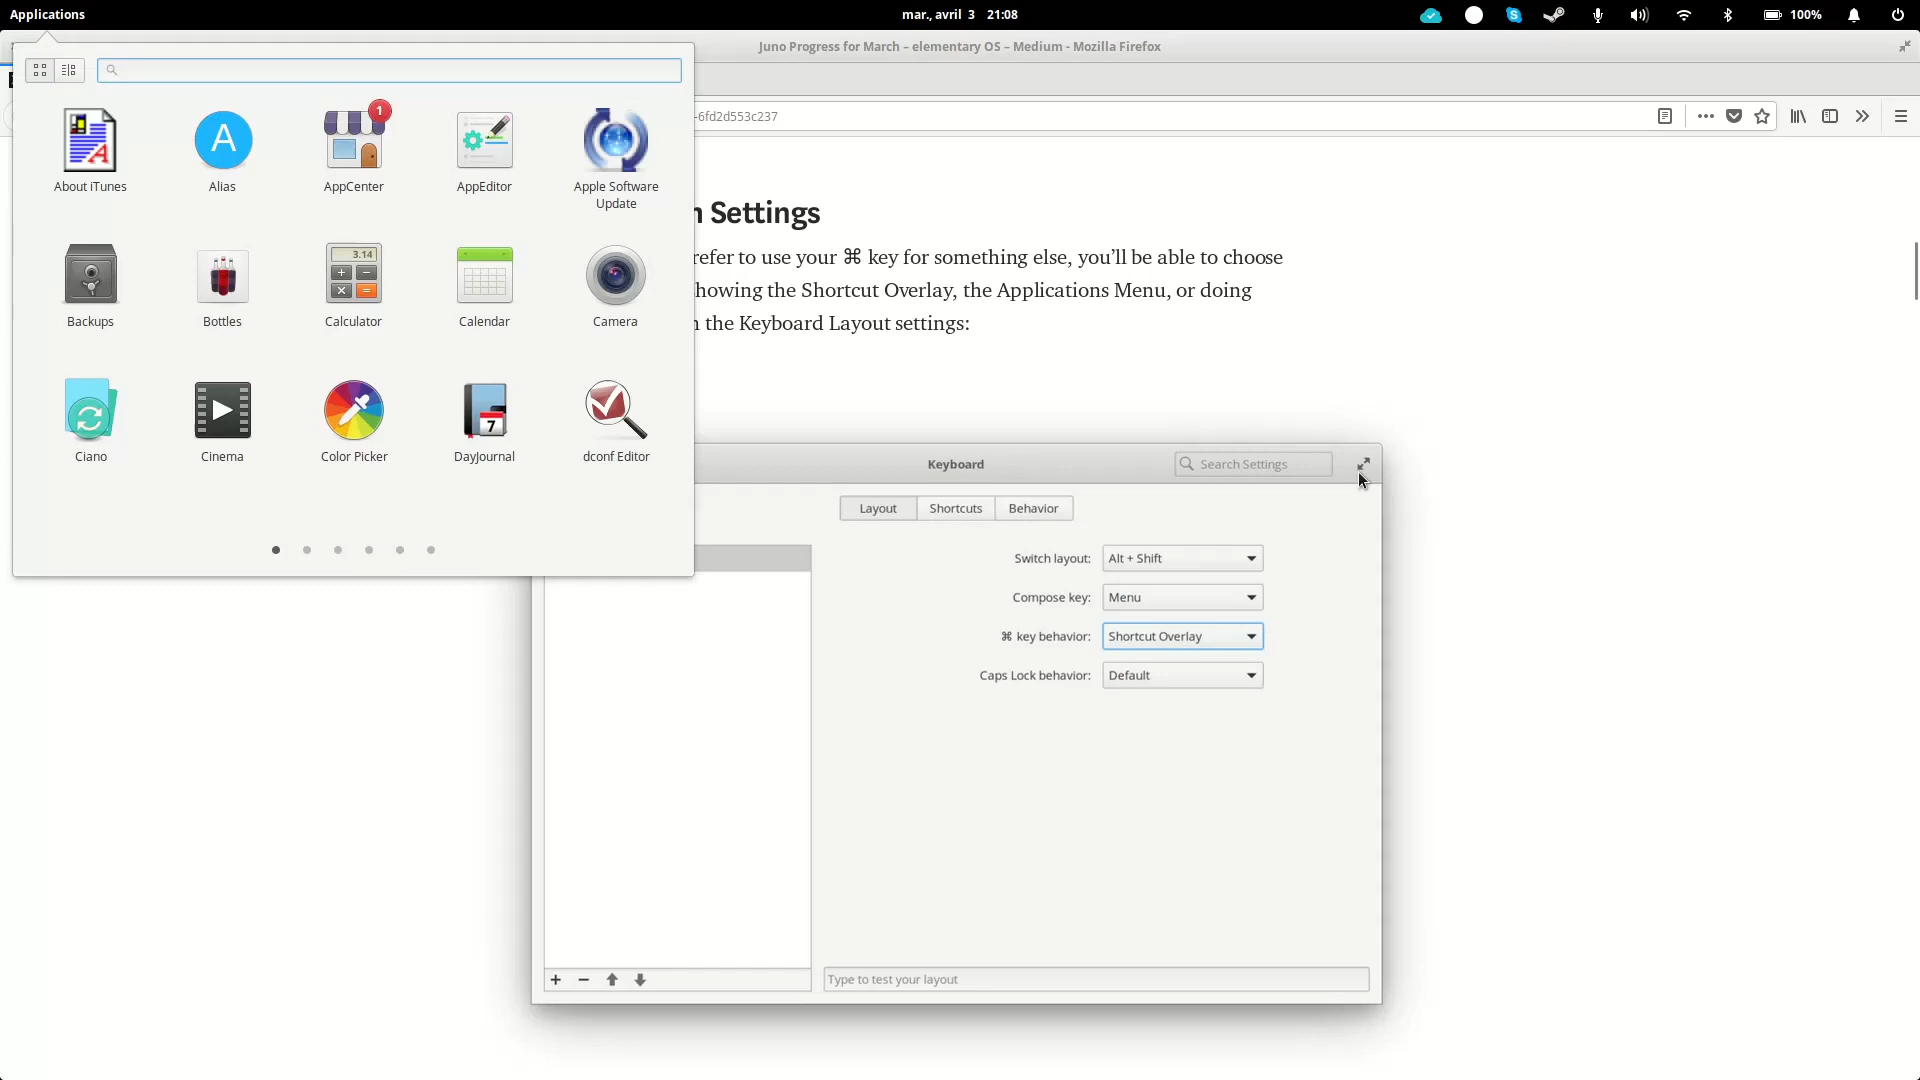 Applications
mar., avril 3 21:08
100%
Juno Progress for March – elementary OS – Medium - Mozilla Firefox
-6fd2d553c237
1
About iTunes
A
Alias
AppCenter
AppEditor
Apple Software
Update
3.14
Backups
Bottles
Calculator
Calendar
Camera
7
Ciano
Cinema
Color Picker
DayJournal
dconf Editor
n Settings
refer to use your ⌘ key for something else, you’ll be able to choose
howing the Shortcut Overlay, the Applications Menu, or doing
n the Keyboard Layout settings:
Keyboard
Search Settings
Layout
Shortcuts
Behavior
Switch layout: Alt + Shift
Compose key: Menu
⌘ key behavior: Shortcut Overlay
Caps Lock behavior: Default
Type to test your layout